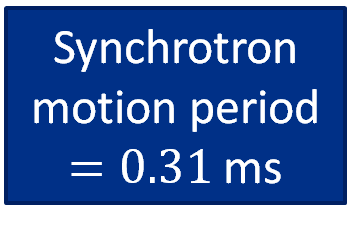 Synchrotron
motion period
= 0.31 ms